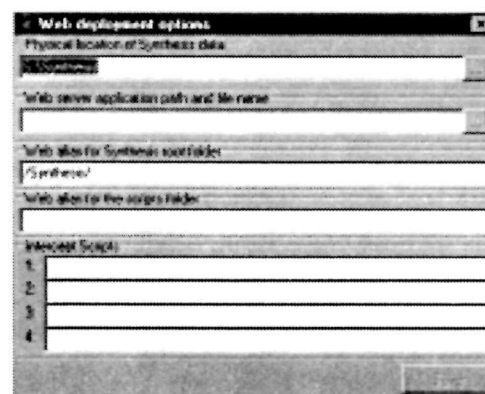 Web deployment options
Physical location of Synthesis data
Web server application path and file name
Web alias for Synthesis root folder
/Synthesis/
Web alias for the scripts folder
Intercept Scripts
1.
2.
3.
4.